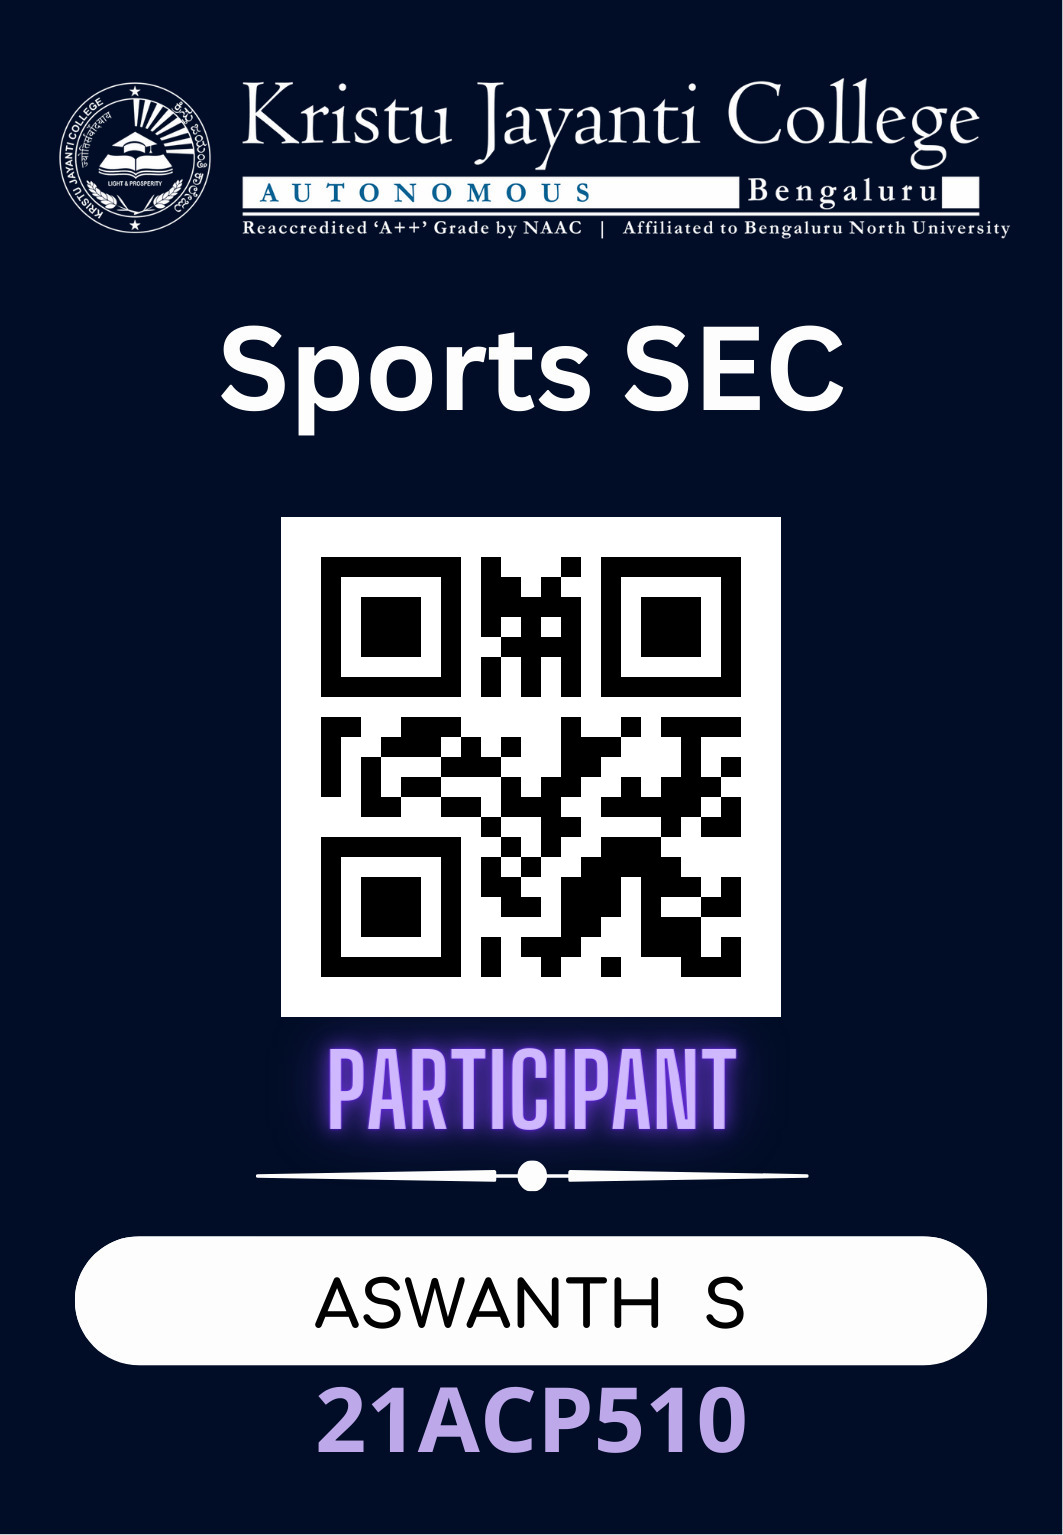 Kristu Jayanti College
AUTONOMOUS Bengaluru
Reaccredited ‘A++’ Grade by NAAC | Affiliated to Bengaluru North University
KRISTU JAYANTI COLLEGE
ಕ್ರಿಸ್ತು ಜಯಂತಿ ಕಾಲೇಜು
LIGHT & PROSPERITY
Sports SEC
PARTICIPANT
ASWANTH S
21ACP510